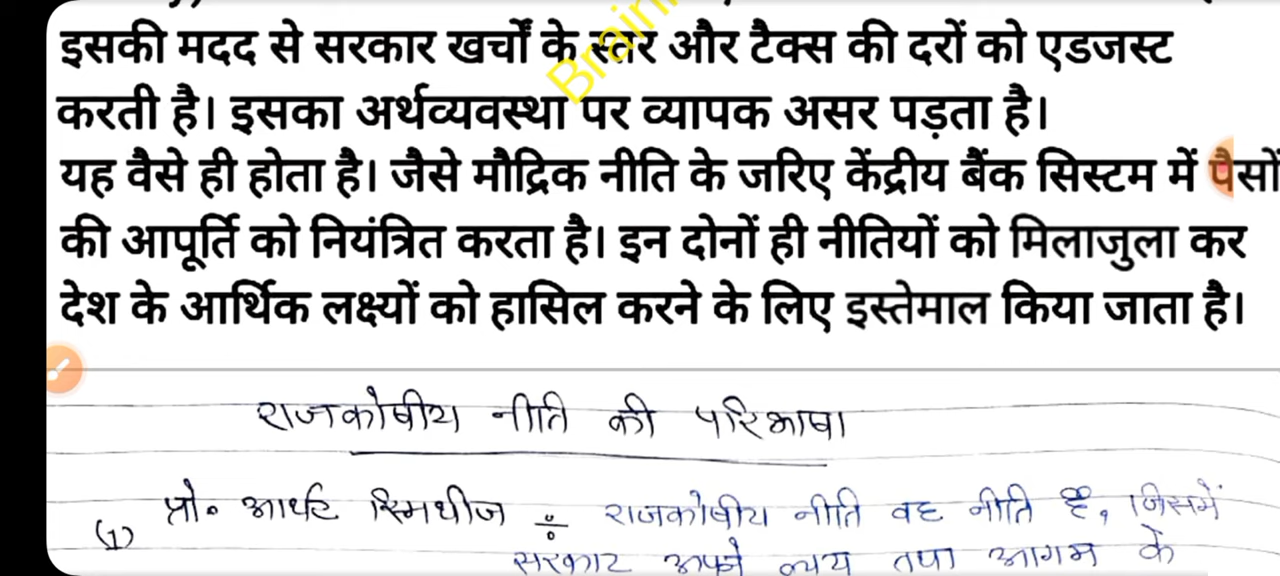 इसकी मदद से सरकार खर्चों के स्तर और टैक्स की दरों को एडजस्ट
करती है। इसका अर्थव्यवस्था पर व्यापक असर पड़ता है।
यह वैसे ही होता है। जैसे मौद्रिक नीति के जरिए केंद्रीय बैंक सिस्टम में पैसों
की आपूर्ति को नियंत्रित करता है। इन दोनों ही नीतियों को मिलाजुला कर
देश के आर्थिक लक्ष्यों को हासिल करने के लिए इस्तेमाल किया जाता है।
राजकोषीय नीति की परिभाषा
(1) प्रो॰ आर्थर स्मिथीज ÷ राजकोषीय नीति वह नीति है, जिसमें
सरकार अपने व्यय तथा आगम के